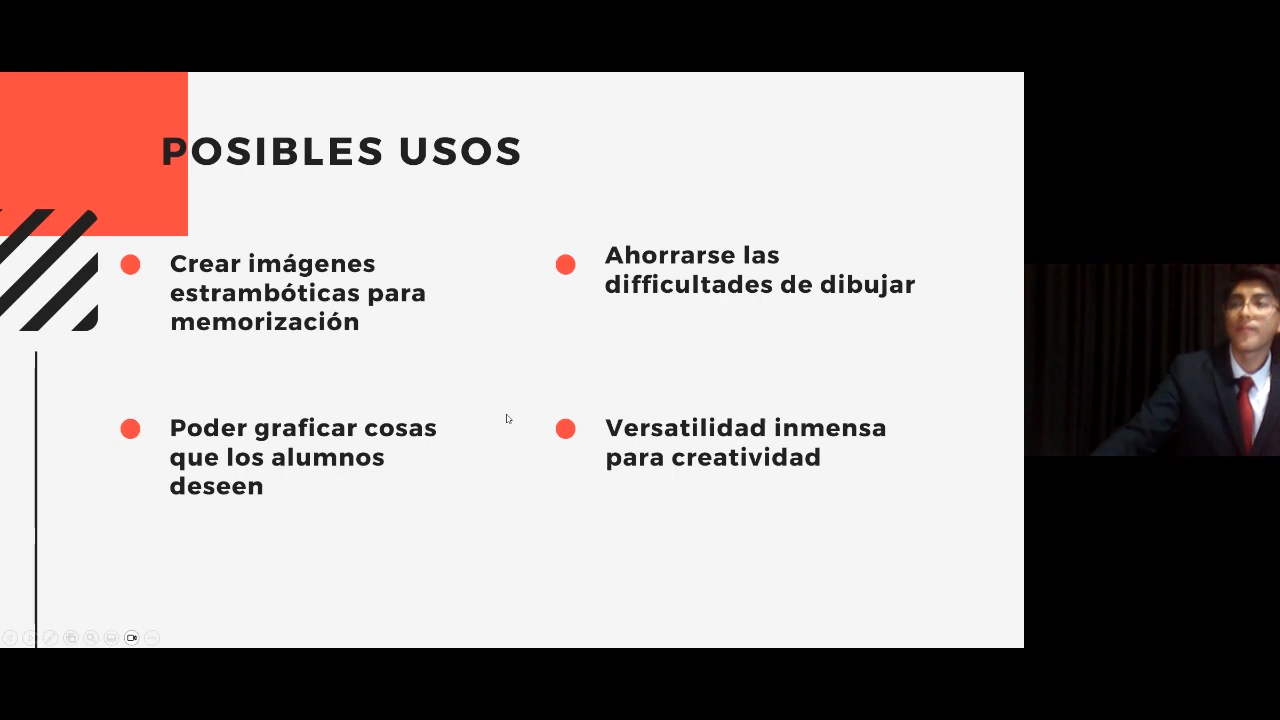 POSIBLES USOS
Crear imágenes
estrambóticas para
memorización
Ahorrarse las
difficultades de dibujar
Poder graficar cosas
que los alumnos
deseen
Versatilidad inmensa
para creatividad